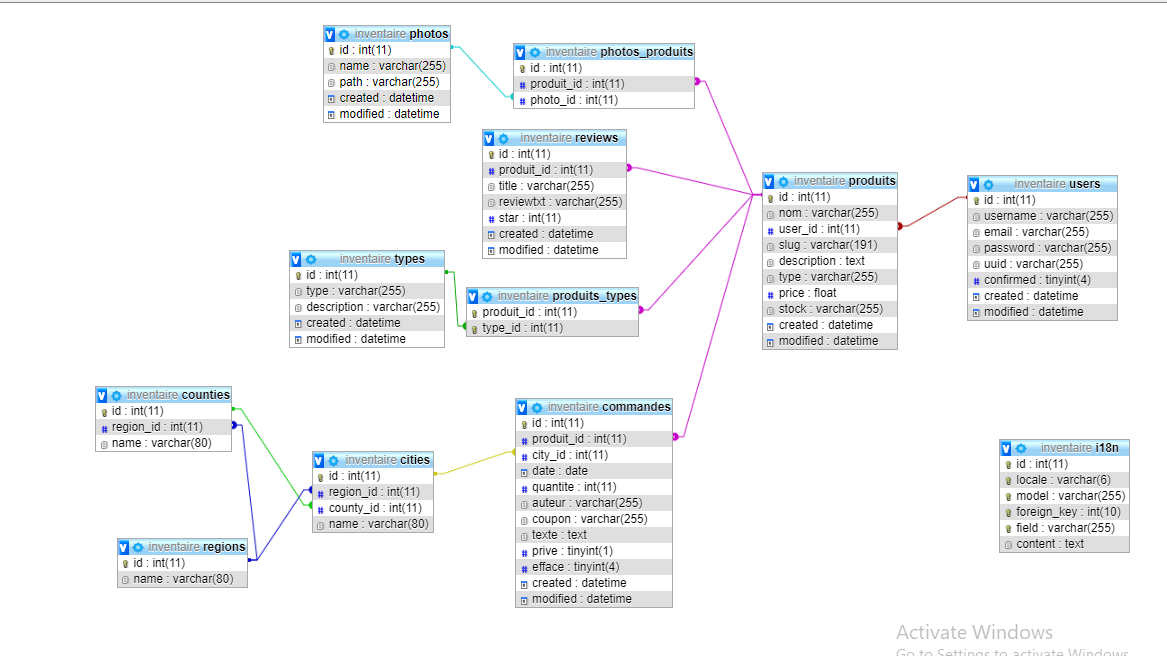 inventaire photos
id : int(11)
name : varchar(255)
path : varchar(255)
created : datetime
modified : datetime
inventaire photos_produits
id : int(11)
produit_id : int(11)
photo_id : int(11)
inventaire reviews
id : int(11)
produit_id : int(11)
title : varchar(255)
reviewtxt : varchar(255)
star : int(11)
created : datetime
modified : datetime
inventaire produits
id : int(11)
nom : varchar(255)
user_id : int(11)
slug : varchar(191)
description : text
type : varchar(255)
price : float
stock : varchar(255)
created : datetime
modified : datetime
inventaire users
id : int(11)
username : varchar(255)
email : varchar(255)
password : varchar(255)
uuid : varchar(255)
confirmed : tinyint(4)
created : datetime
modified : datetime
inventaire types
id : int(11)
type : varchar(255)
description : varchar(255)
created : datetime
modified : datetime
inventaire produits_types
produit_id : int(11)
type_id : int(11)
inventaire counties
id : int(11)
region_id : int(11)
name : varchar(80)
inventaire cities
id : int(11)
region_id : int(11)
county_id : int(11)
name : varchar(80)
inventaire regions
id : int(11)
name : varchar(80)
inventaire commandes
id : int(11)
produit_id : int(11)
city_id : int(11)
date : date
quantite : int(11)
auteur : varchar(255)
coupon : varchar(255)
texte : text
prive : tinyint(1)
efface : tinyint(4)
created : datetime
modified : datetime
inventaire i18n
id : int(11)
locale : varchar(6)
model : varchar(255)
foreign_key : int(10)
field : varchar(255)
content : text
Activate Windows
Go to Settings to activate Windows